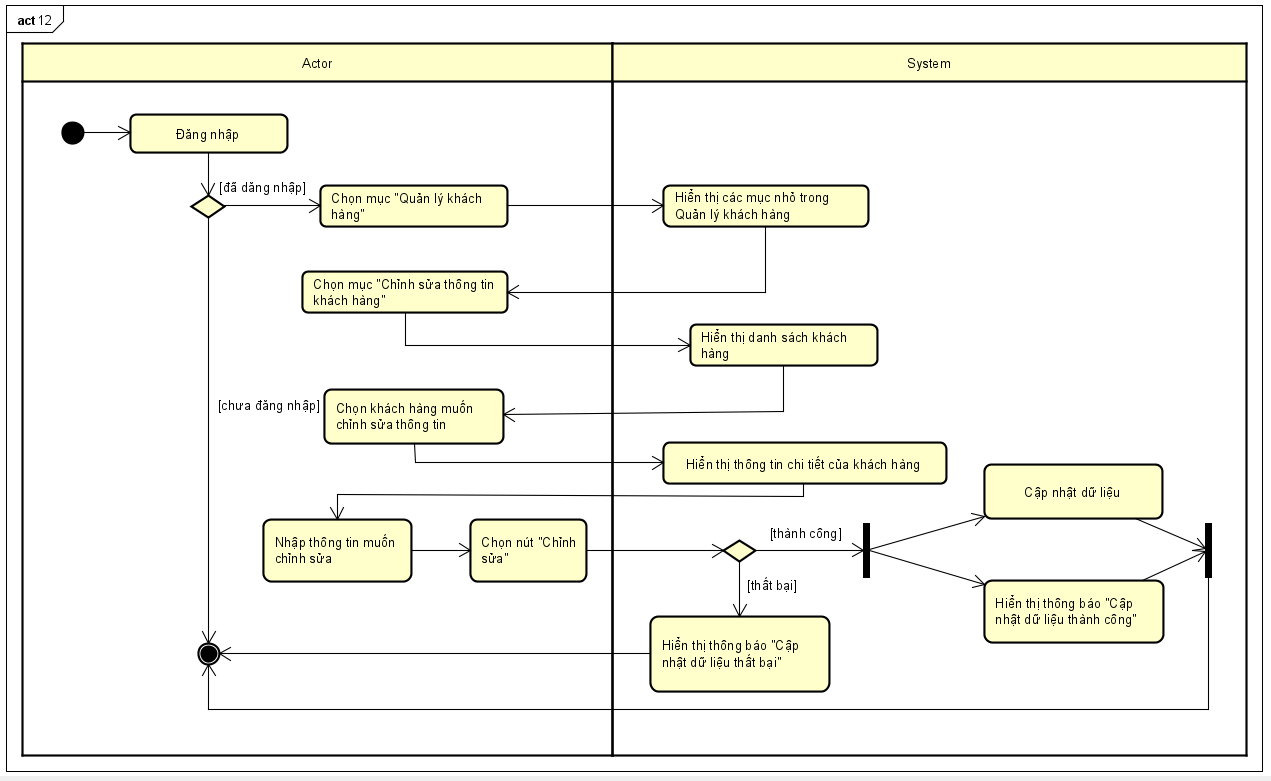 act 12
Actor
System
Đăng nhập
[đã dăng nhập]
Chọn mục "Quản lý khách
hàng"
Hiển thị các mục nhỏ trong
Quản lý khách hàng
Chọn mục "Chỉnh sửa thông tin
khách hàng"
Hiển thị danh sách khách
hàng
[chưa đăng nhập]
Chọn khách hàng muốn
chỉnh sửa thông tin
Hiển thị thông tin chi tiết của khách hàng
Nhập thông tin muốn
chỉnh sửa
Chọn nút "Chỉnh
sửa"
[thành công]
[thất bại]
Cập nhật dữ liệu
Hiển thị thông báo "Cập
nhật dữ liệu thành công"
Hiển thị thông báo "Cập
nhật dữ liệu thất bại"